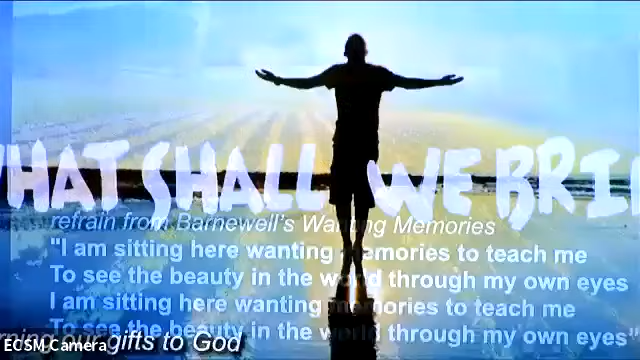 WHAT SHALL WE BRI
refrain from Barnewell's Wanting Memories
"I am sitting here wanting memories to teach me
To see the beauty in the world through my own eyes
I am sitting here wanting memories to teach me
To see the beauty in the world through my own eyes"
gifts to God
ECSM Camera